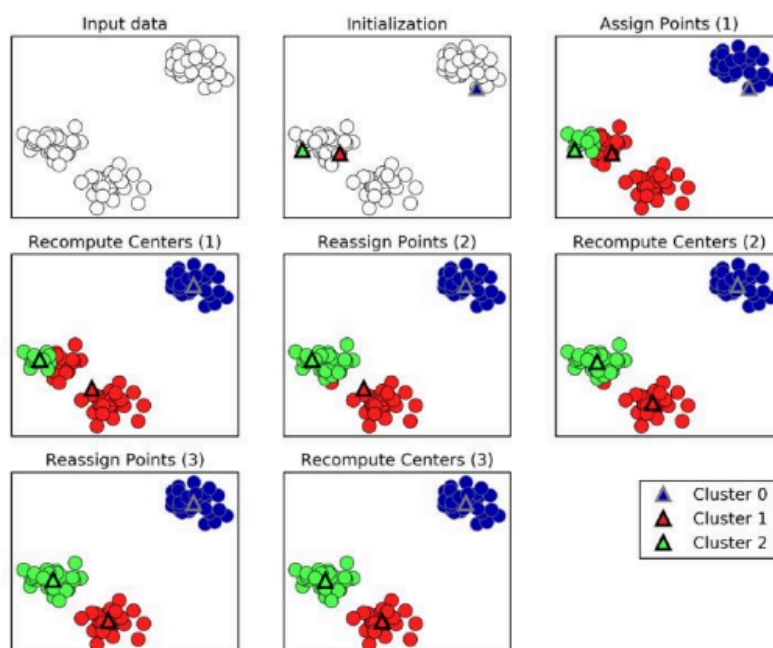 Input data
Initialization
Assign Points (1)
Recompute Centers (1)
Reassign Points (2)
Recompute Centers (2)
Reassign Points (3)
Recompute Centers (3)
Cluster 0
Cluster 1
Cluster 2